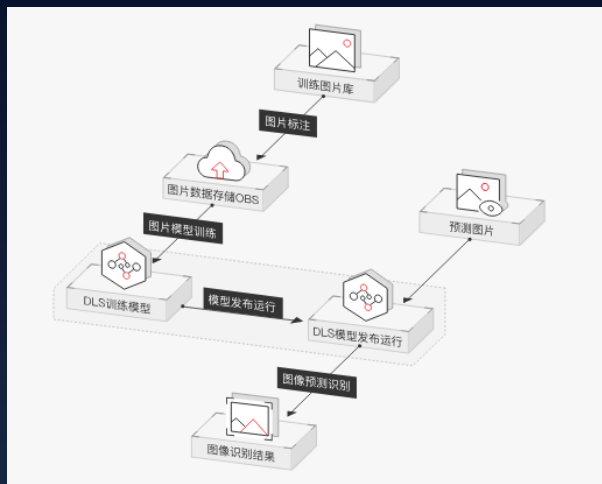 训练图片库
图片标注
图片数据存储OBS
图片模型训练
预测图片
DLS训练模型
模型发布运行
DLS模型发布运行
图像预测识别
图像识别结果